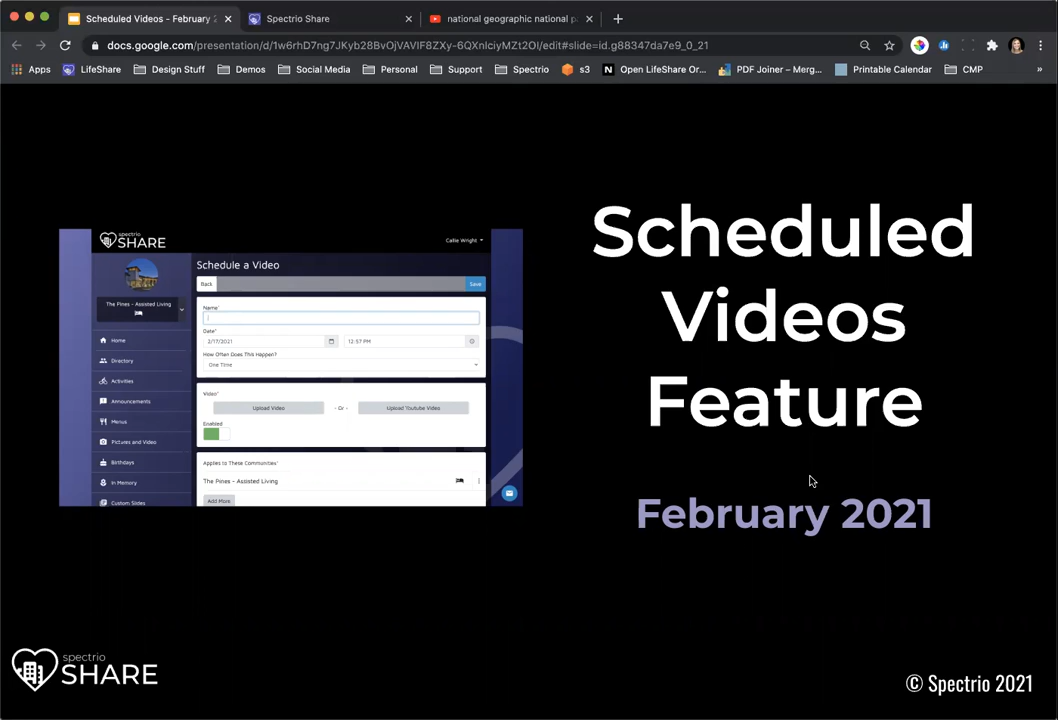 Scheduled Videos - February 2
Spectrio Share
national geographic national p
docs.google.com/presentation/d/1w6rhD7ng7JKyb28BvOjVAVIF8ZXy-6QXnlciyMZt2OI/edit#slide=id.g88347da7e9_0_21
Apps LifeShare Design Stuff Demos Social Media Personal Support Spectrio s3 Open LifeShare Or... PDF Joiner – Merg... Printable Calendar CMP »
spectrio
SHARE
Callie Wright
Schedule a Video
Back
Save
The Pines - Assisted Living
Name*
Date*
2/17/2021
12:57 PM
How Often Does This Happen?
One Time
Home
Directory
Activities
Announcements
Menus
Pictures and Video
Birthdays
In Memory
Custom Slides
Video*
Upload Video
- Or -
Upload Youtube Video
Enabled
Applies to These Communities*
The Pines - Assisted Living
Add More
Scheduled
Videos
Feature
February 2021
spectrio
SHARE
© Spectrio 2021